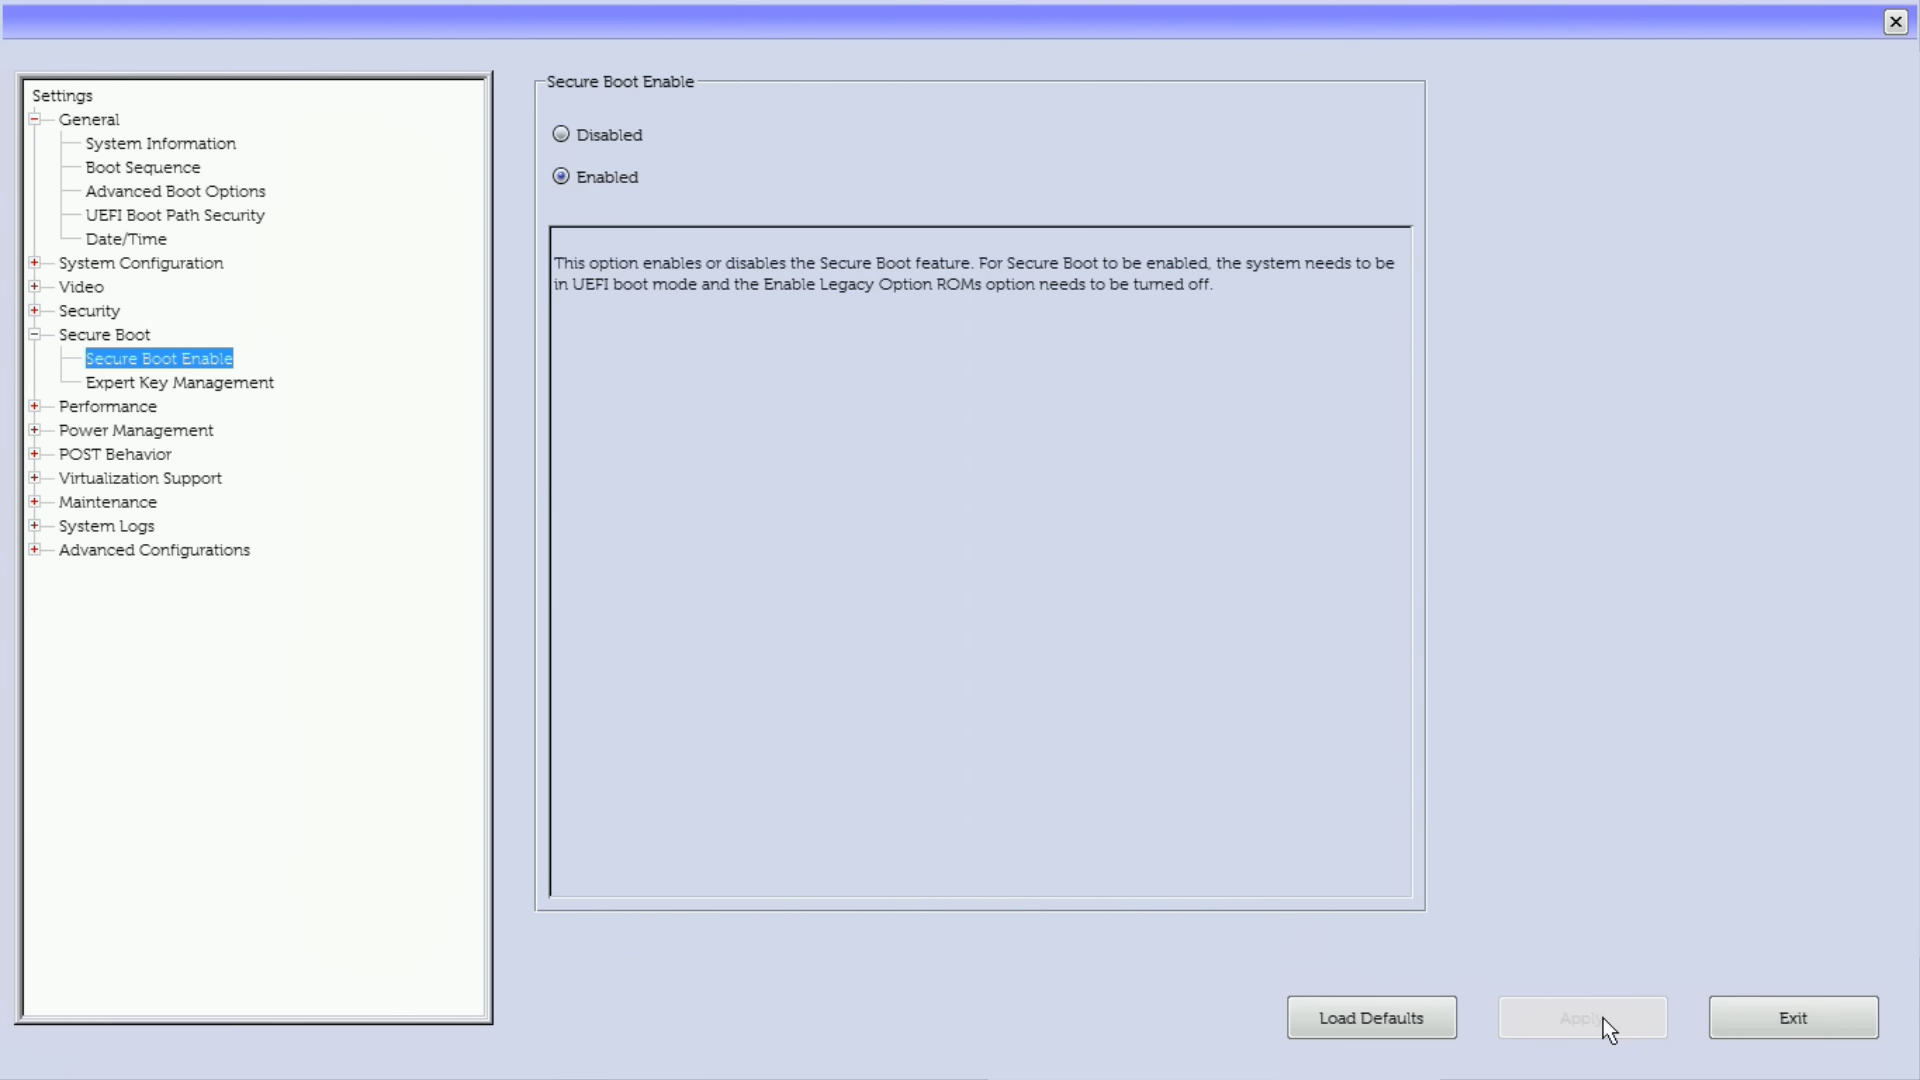 Settings
General
System Information
Boot Sequence
Advanced Boot Options
UEFI Boot Path Security
Date/Time
System Configuration
Video
Security
Secure Boot
Secure Boot Enable
Expert Key Management
Performance
Power Management
POST Behavior
Virtualization Support
Maintenance
System Logs
Advanced Configurations
Secure Boot Enable
Disabled
Enabled
This option enables or disables the Secure Boot feature. For Secure Boot to be enabled, the system needs to be
in UEFI boot mode and the Enable Legacy Option ROMs option needs to be turned off.
Load Defaults
Apply
Exit